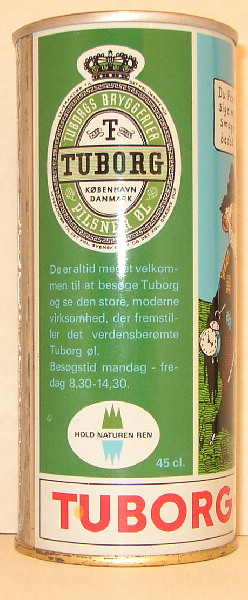 TUBORGS BRYGGERIER
T
TUBORG
KØBENHAVN
DANMARK
PILSNER ØL
De er altid meget velkom-
men til at besøge Tuborg
og se den store, moderne
virksomhed, der fremstil-
ler det verdensberømte
Tuborg øl.
Besøgstid mandag - fre-
dag 8,30-14,30.
HOLD NATUREN REN
45 cl.
TUBORG